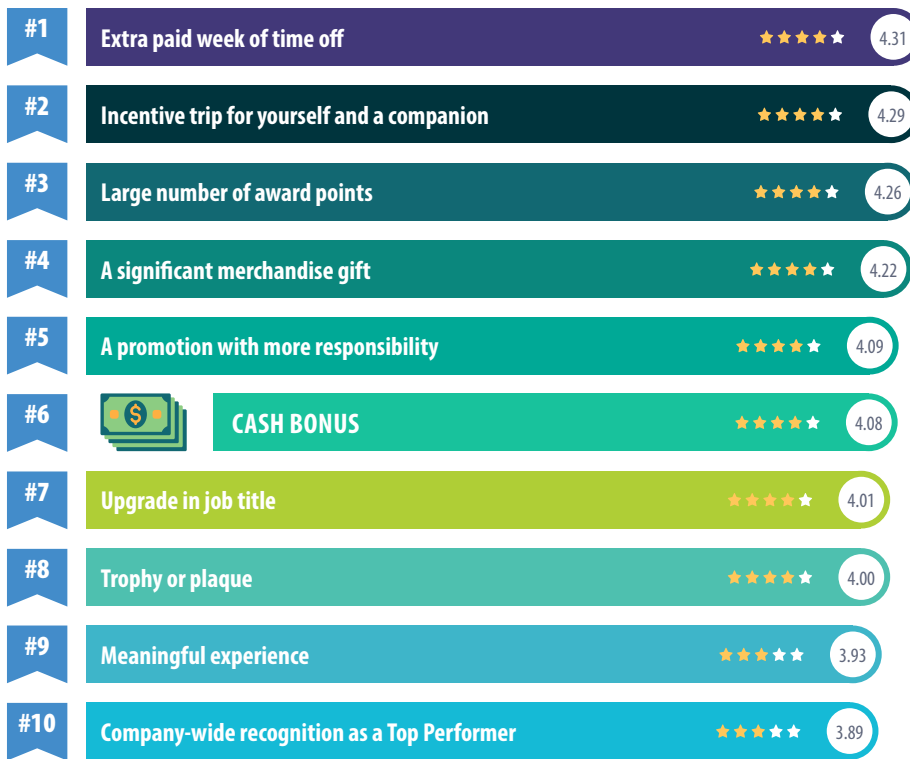 #1
Extra paid week of time off
4.31
#2
Incentive trip for yourself and a companion
4.29
#3
Large number of award points
4.26
#4
A significant merchandise gift
4.22
#5
A promotion with more responsibility
4.09
#6
$
CASH BONUS
4.08
#7
Upgrade in job title
4.01
#8
Trophy or plaque
4.00
#9
Meaningful experience
3.93
#10
Company-wide recognition as a Top Performer
3.89